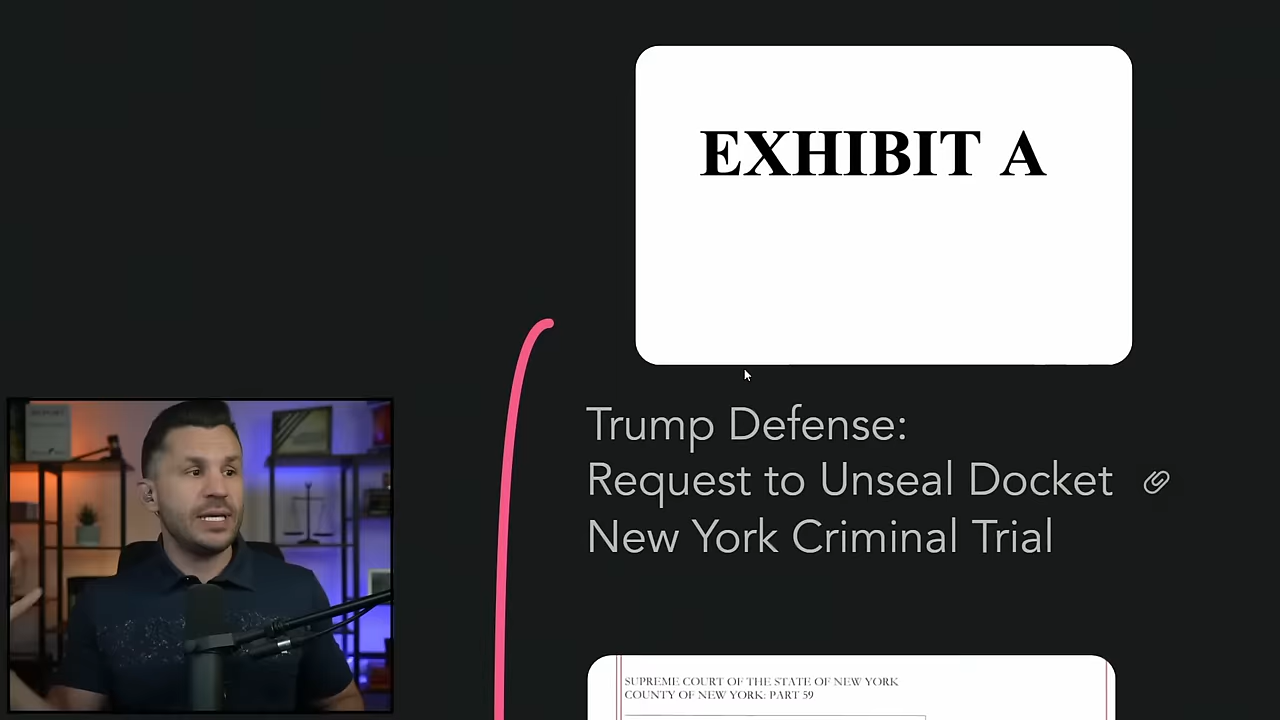 EXHIBIT A
Trump Defense:
Request to Unseal Docket
New York Criminal Trial
SUPREME COURT OF THE STATE OF NEW YORK
COUNTY OF NEW YORK: PART 59